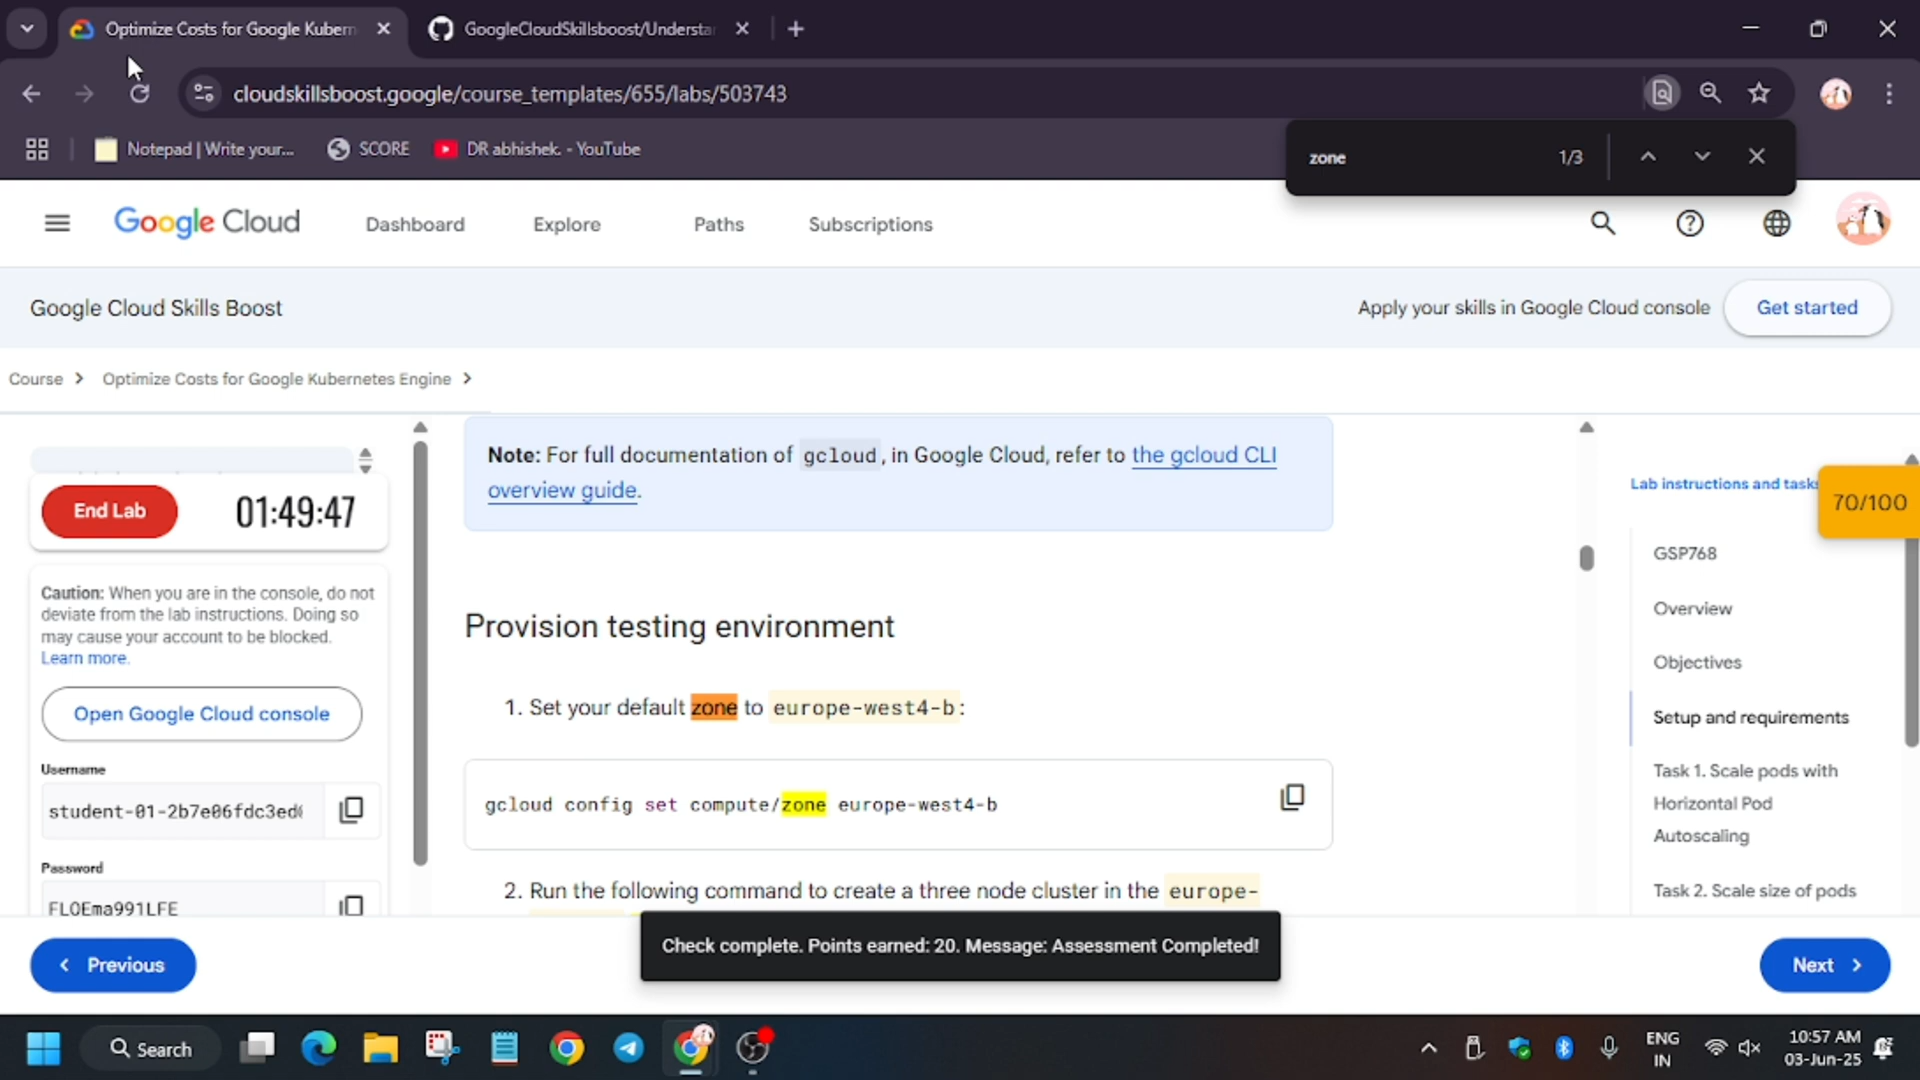 Optimize Costs for Google Kubern
GoogleCloudSkillsboost/Understa
cloudskillsboost.google/course_templates/655/labs/503743
Notepad | Write your...
SCORE
DR abhishek. - YouTube
zone
1/3
Google Cloud
Dashboard
Explore
Paths
Subscriptions
Google Cloud Skills Boost
Apply your skills in Google Cloud console
Get started
Course
Optimize Costs for Google Kubernetes Engine
End Lab
01:49:47
Caution: When you are in the console, do not
deviate from the lab instructions. Doing so
may cause your account to be blocked.
Learn more.
Open Google Cloud console
Username
student-01-2b7e06fdc3ed
Password
FLOEma991LFE
Note: For full documentation of gcloud, in Google Cloud, refer to the gcloud CLI
overview guide.
Provision testing environment
1. Set your default zone to europe-west4-b:
gcloud config set compute/zone europe-west4-b
2. Run the following command to create a three node cluster in the europe-
Check complete. Points earned: 20. Message: Assessment Completed!
Lab instructions and tasks
70/100
GSP768
Overview
Objectives
Setup and requirements
Task 1. Scale pods with
Horizontal Pod
Autoscaling
Task 2. Scale size of pods
Previous
Next
Search
ENG
IN
10:57 AM
03-Jun-25